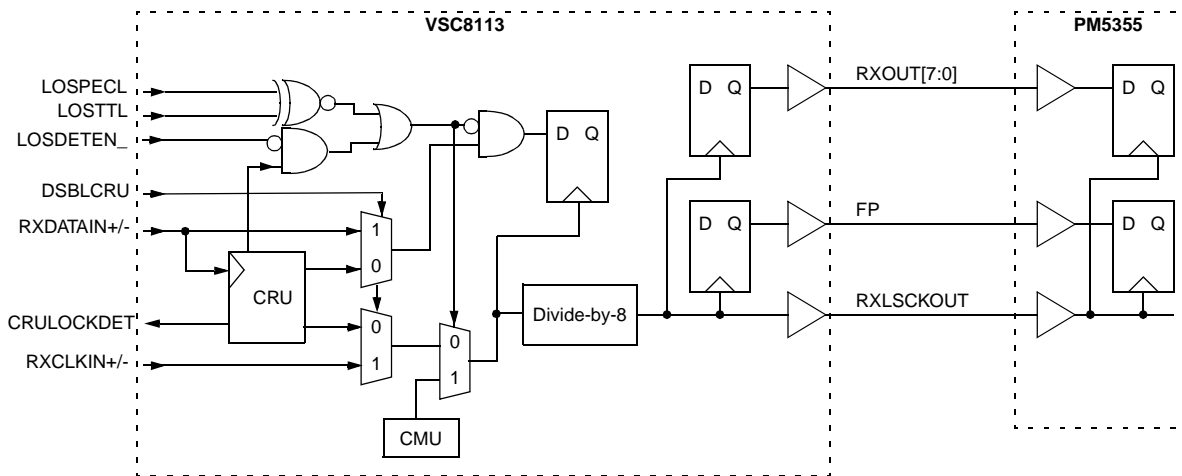 VSC8113
PM5355
LOSPECL
LOSTTL
LOSDETEN_
DSBLCRU
RXDATAIN+/-
CRULOCKDET
RXCLKIN+/-
CRU
1
0
0
1
0
1
CMU
D Q
Divide-by-8
D Q
D Q
RXOUT[7:0]
FP
RXLSCKOUT
D Q
D Q